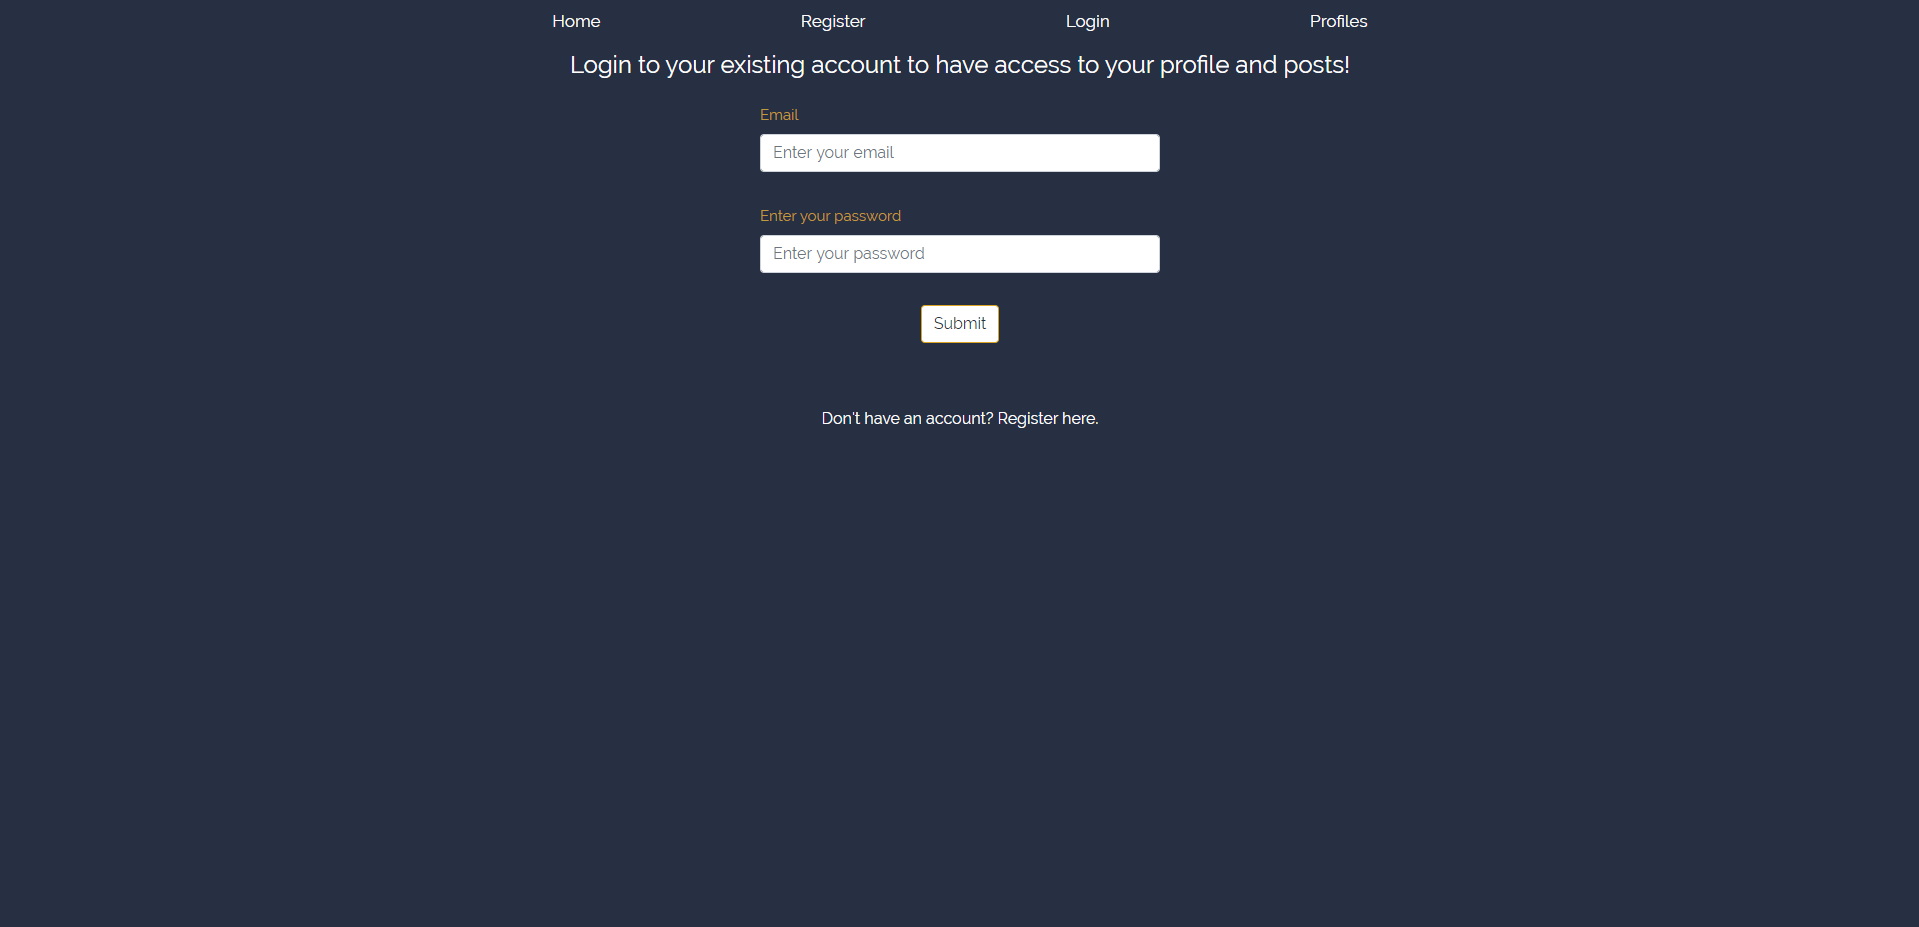 Home Register Login Profiles
Login to your existing account to have access to your profile and posts!
Email
Enter your email
Enter your password
Enter your password
Submit
Don't have an account? Register here.